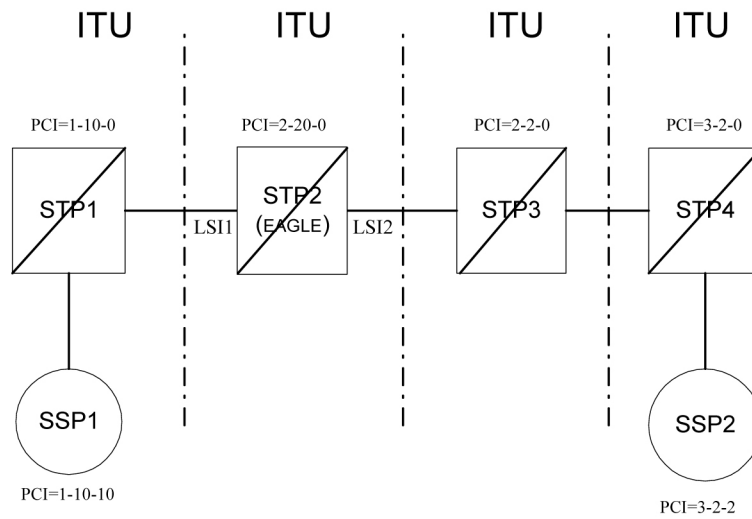 ITU
ITU
ITU
ITU
PCI=1-10-0
PCI=2-20-0
PCI=2-2-0
PCI=3-2-0
STP1
STP2
(EAGLE)
STP3
STP4
LSI1
LSI2
SSP1
SSP2
PCI=1-10-10
PCI=3-2-2